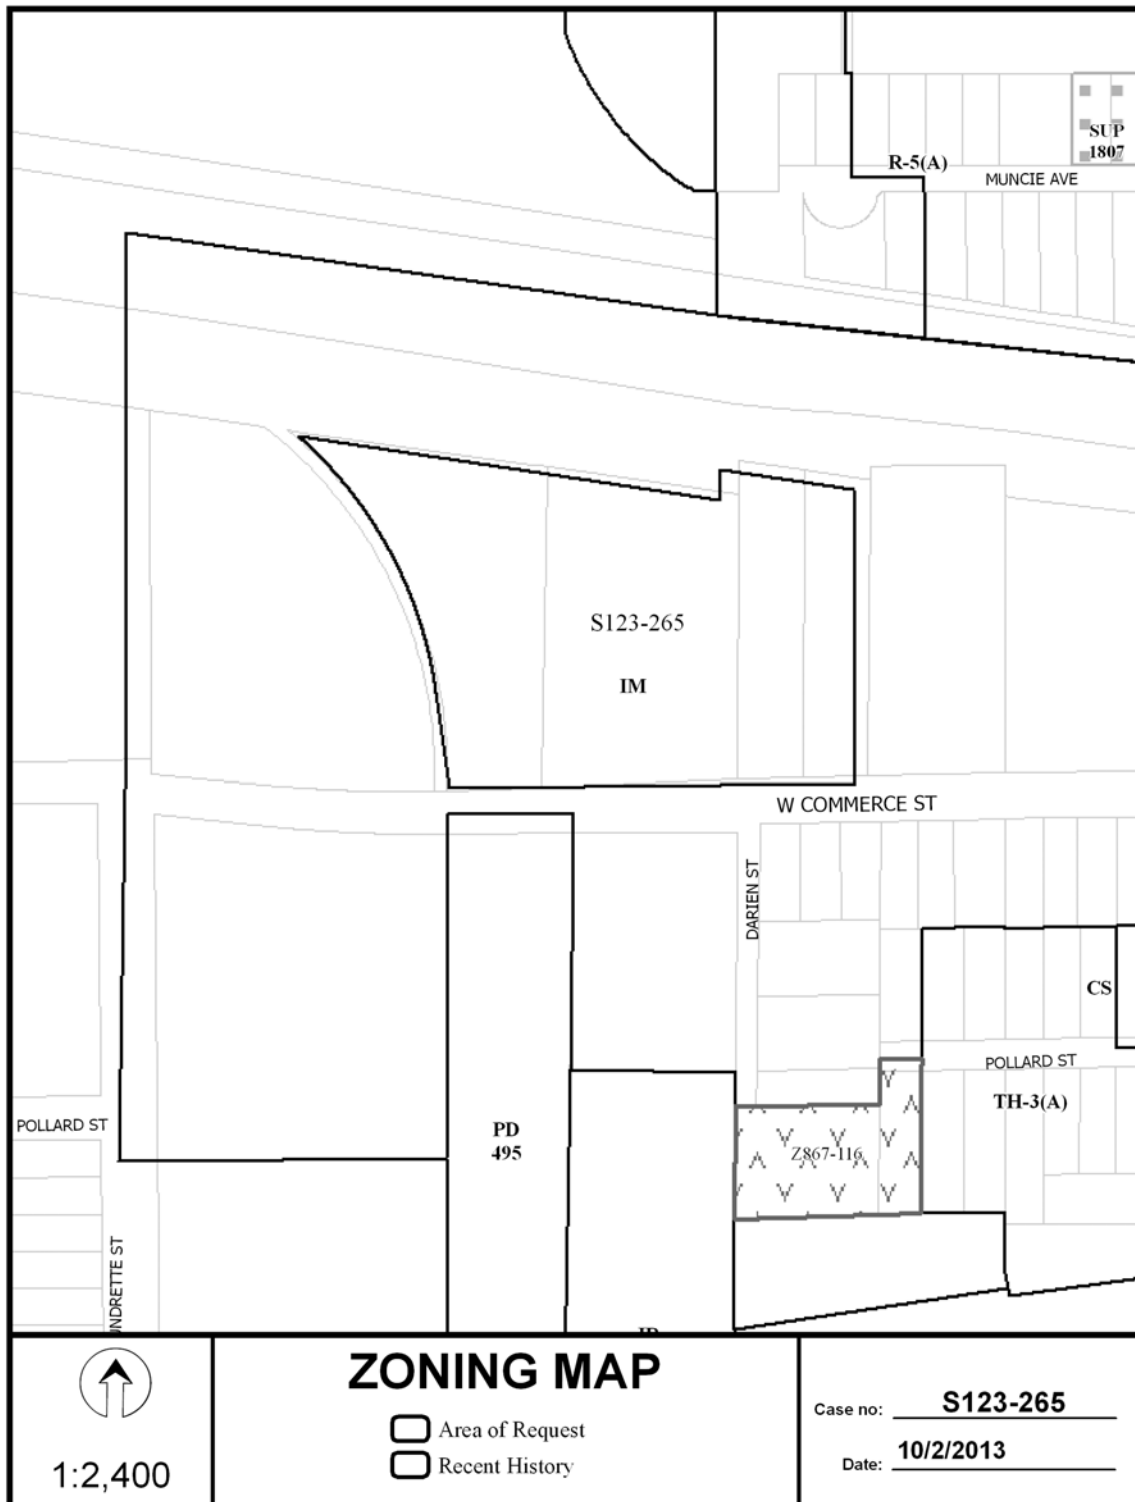 SUP
1807
R-5(A)
MUNCIE AVE
S123-265
IM
W COMMERCE ST
DARIEN ST
CS
POLLARD ST
TH-3(A)
POLLARD ST
PD
495
Z867-116
NDRETTE ST
ZONING MAP
Area of Request
Recent History
1:2,400
Case no: S123-265
Date: 10/2/2013